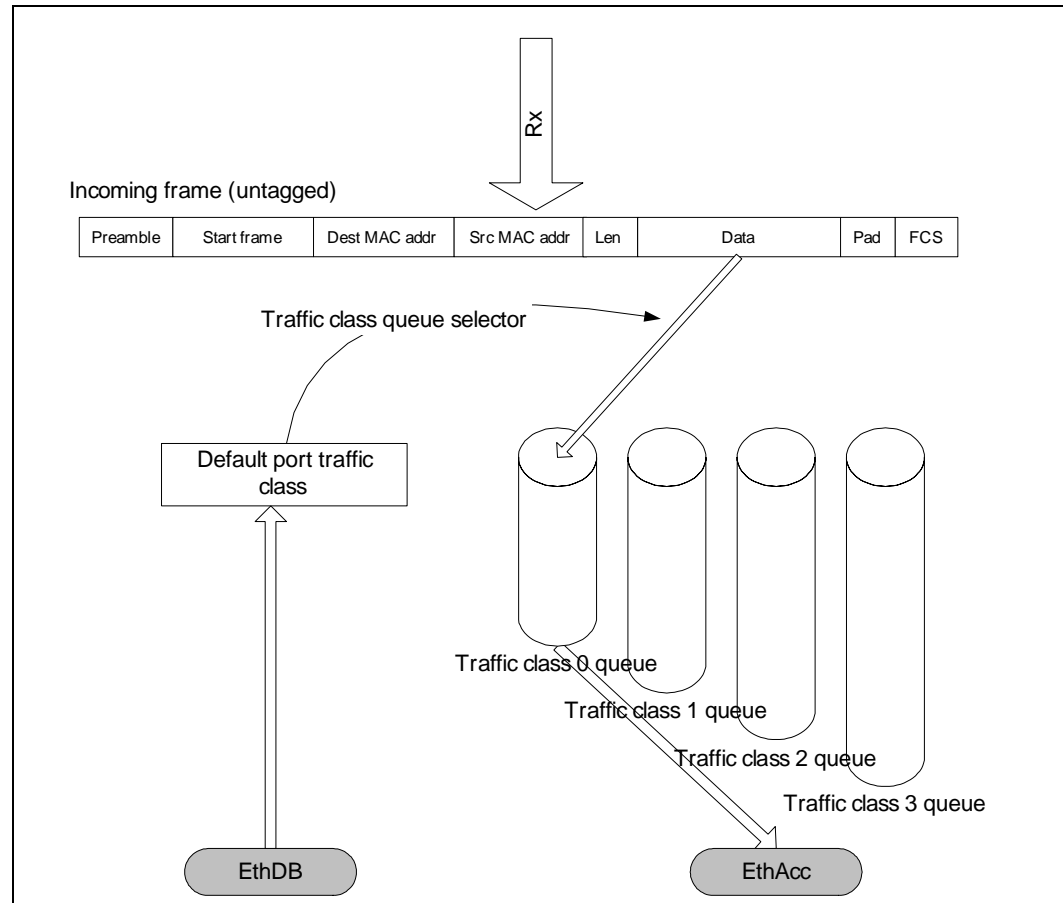 Rx
Incoming frame (untagged)
Preamble Start frame Dest MAC addr Src MAC addr Len Data Pad FCS
Traffic class queue selector
Default port traffic
class
Traffic class 0 queue
Traffic class 1 queue
Traffic class 2 queue
Traffic class 3 queue
EthDB
EthAcc